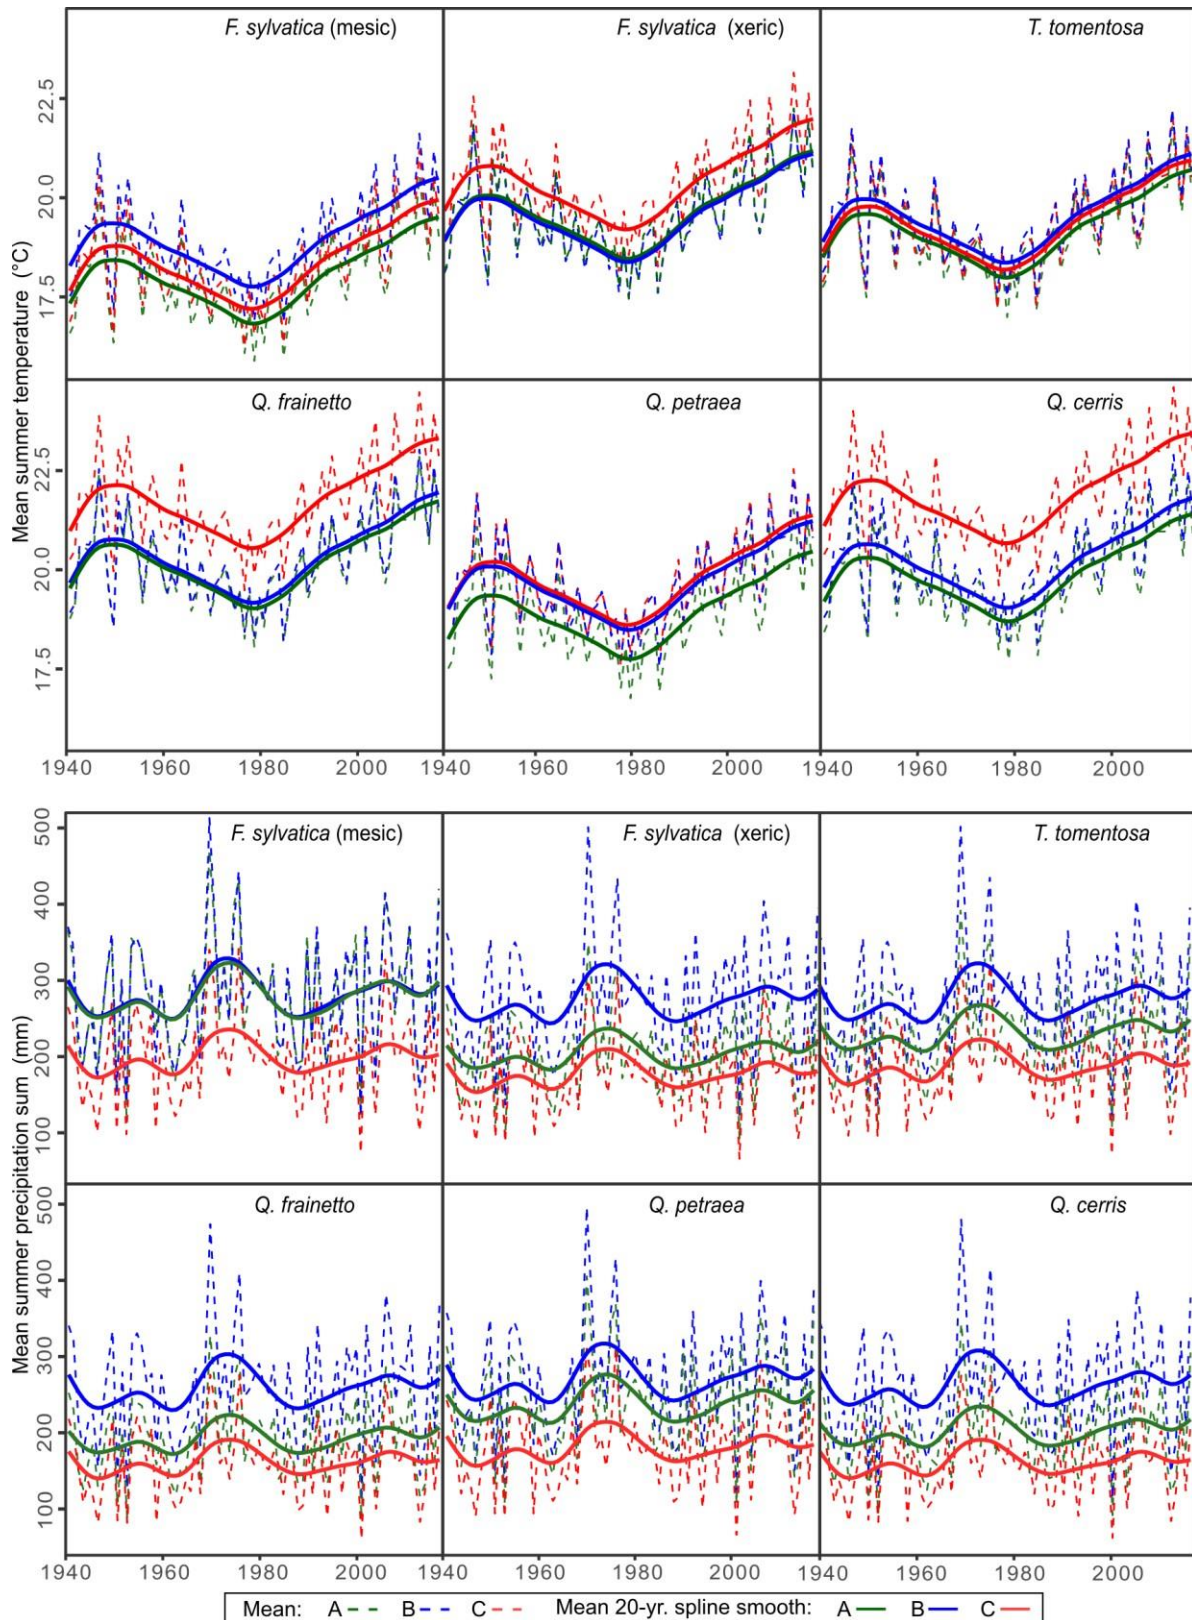 F. sylvatica (mesic)
F. sylvatica (xeric)
T. tomentosa
22.5
20.0
17.5
Mean summer temperature (°C)
Q. frainetto
Q. petraea
Q. cerris
22.5
20.0
17.5
1940 1960 1980 2000 1940 1960 1980 2000 1940 1960 1980 2000
F. sylvatica (mesic)
F. sylvatica (xeric)
T. tomentosa
500
400
300
200
100
Mean summer precipitation sum (mm)
Q. frainetto
Q. petraea
Q. cerris
500
400
300
200
100
1940 1960 1980 2000 1940 1960 1980 2000 1940 1960 1980 2000
Mean: A B C Mean 20-yr. spline smooth: A B C